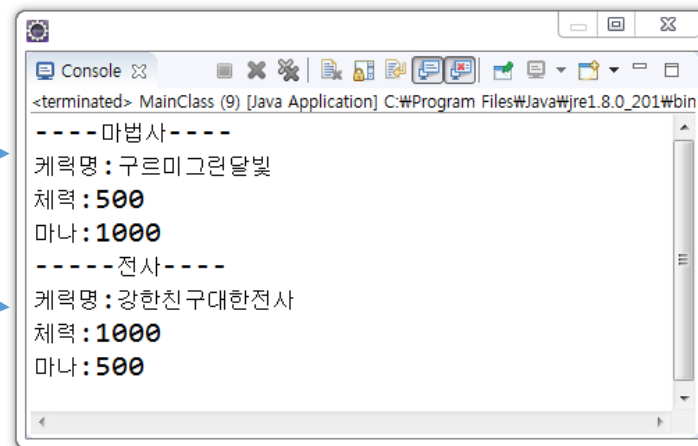 Console
<terminated> MainClass (9) [Java Application] C:₩Program Files₩Java₩jre1.8.0_201₩bin
----마법사----
케릭명:구르미그린달빛
체력:500
마나:1000
-----전사----
케릭명:강한친구대한전사
체력:1000
마나:500